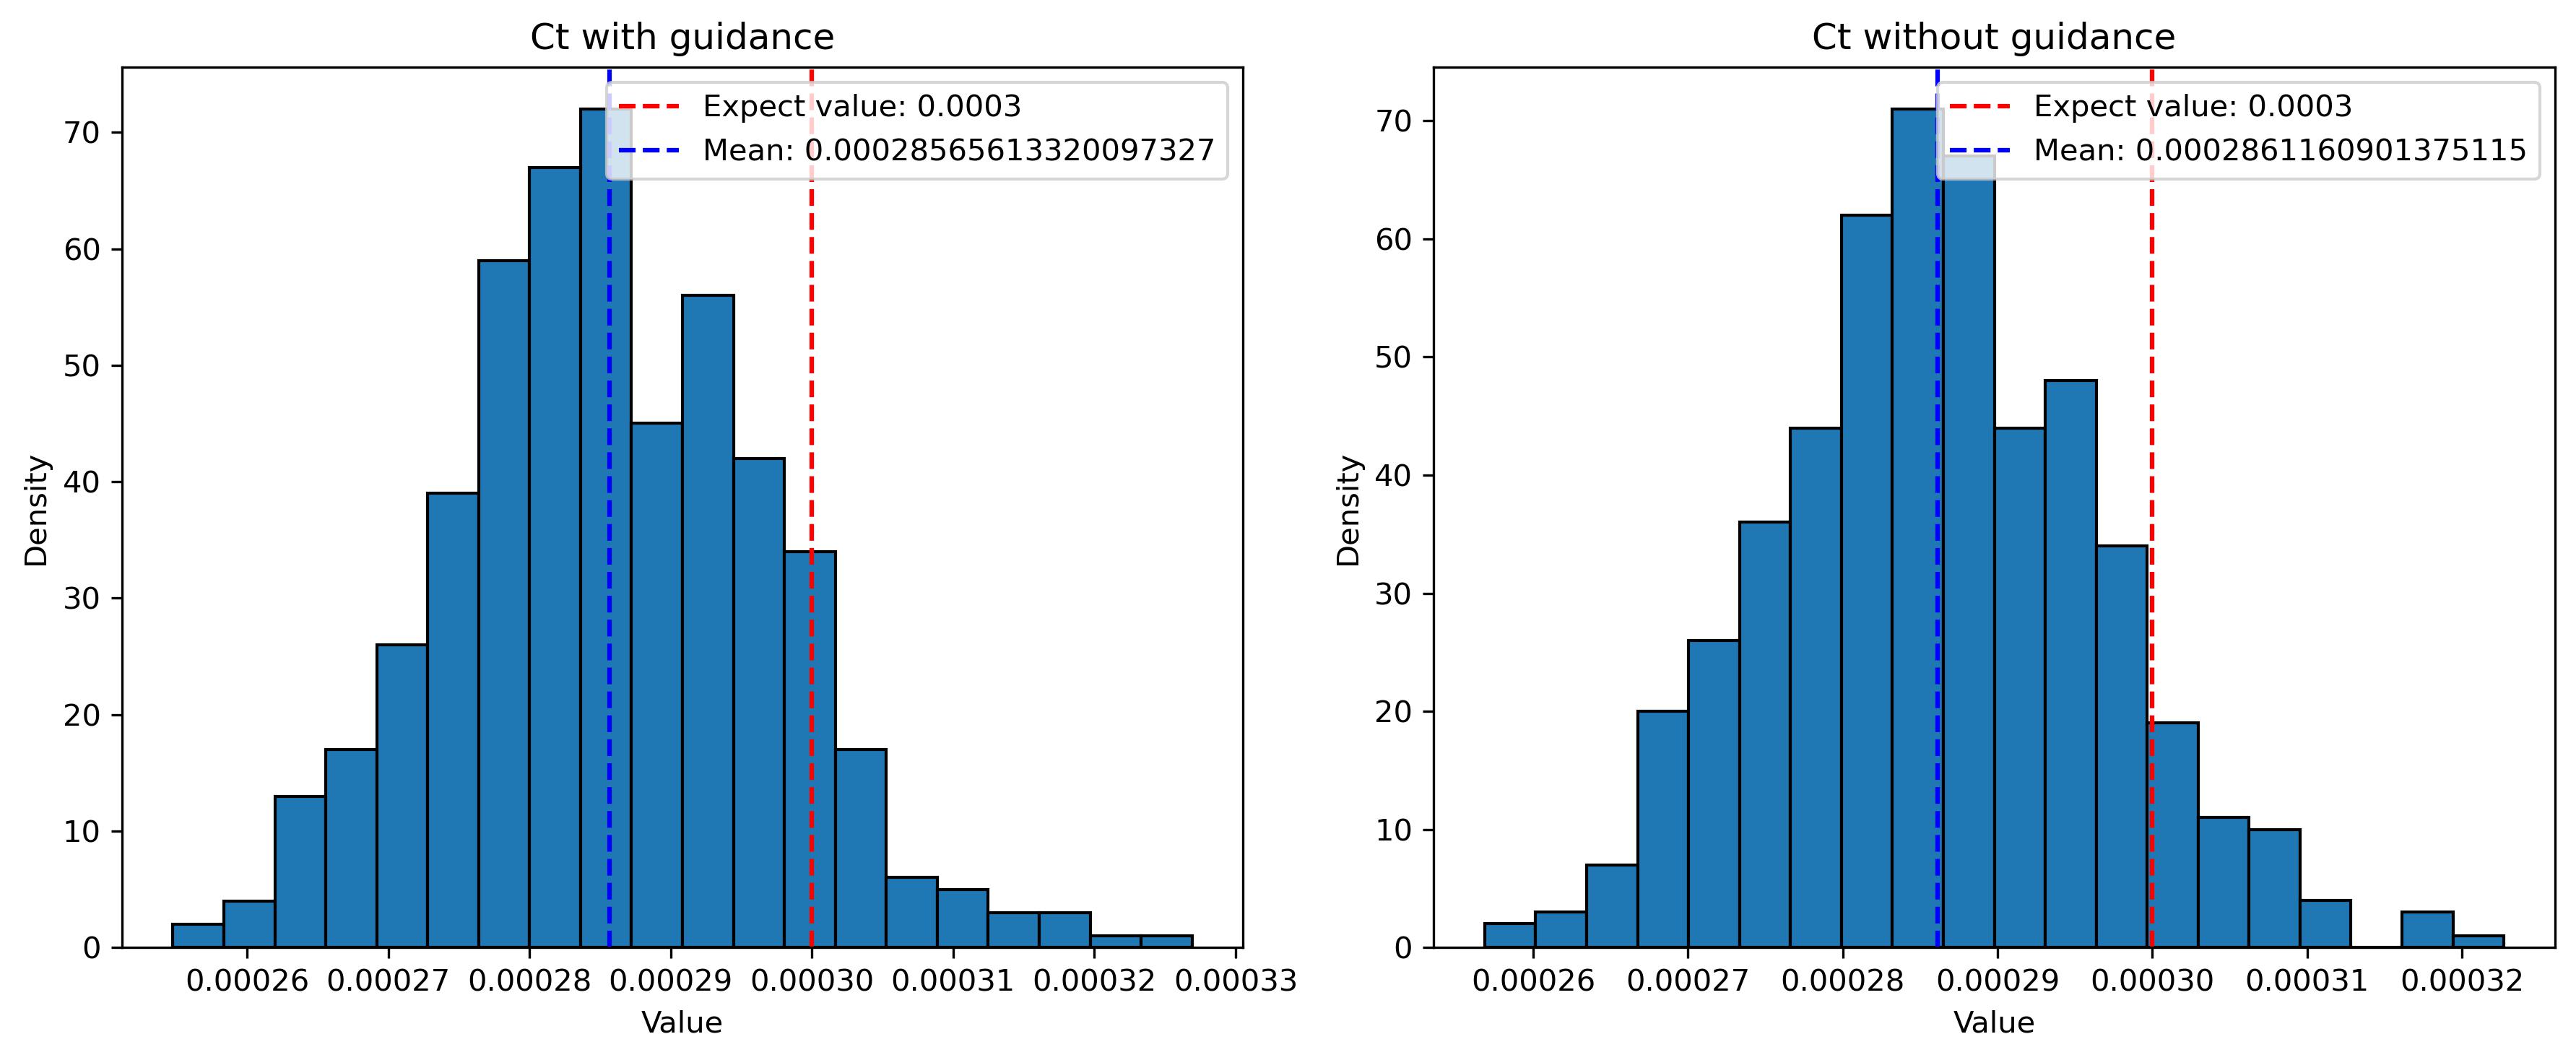 Ct with guidance
Expect value: 0.0003
Mean: 0.00028565613320097327
70
60
50
40
30
20
10
0
Density
0.00026 0.00027 0.00028 0.00029 0.00030 0.00031 0.00032 0.00033
Value
Ct without guidance
Expect value: 0.0003
Mean: 0.0002861160901375115
70
60
50
40
30
20
10
0
Density
0.00026 0.00027 0.00028 0.00029 0.00030 0.00031 0.00032
Value